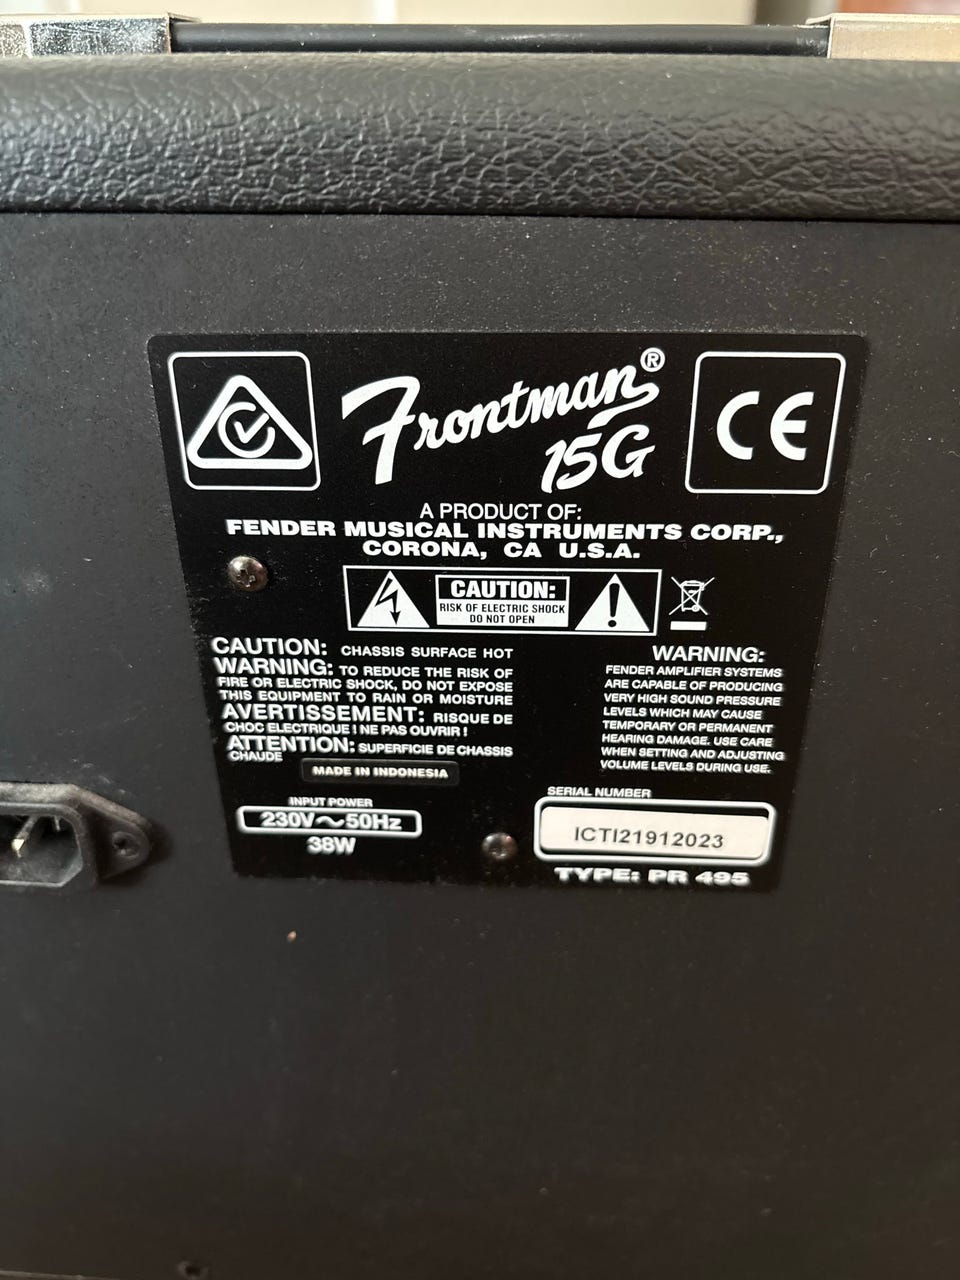 Frontman®
15G
CE
A PRODUCT OF:
FENDER MUSICAL INSTRUMENTS CORP.,
CORONA, CA U.S.A.
CAUTION:
RISK OF ELECTRIC SHOCK
DO NOT OPEN
CAUTION: CHASSIS SURFACE HOT
WARNING: TO REDUCE THE RISK OF
FIRE OR ELECTRIC SHOCK, DO NOT EXPOSE
THIS EQUIPMENT TO RAIN OR MOISTURE
AVERTISSEMENT: RISQUE DE
CHOC ELECTRIQUE ! NE PAS OUVRIR !
ATTENTION: SUPERFICIE DE CHASSIS
CHAUDE
MADE IN INDONESIA
WARNING:
FENDER AMPLIFIER SYSTEMS
ARE CAPABLE OF PRODUCING
VERY HIGH SOUND PRESSURE
LEVELS WHICH MAY CAUSE
TEMPORARY OR PERMANENT
HEARING DAMAGE. USE CARE
WHEN SETTING AND ADJUSTING
VOLUME LEVELS DURING USE.
INPUT POWER
230V～50Hz
38W
SERIAL NUMBER
ICTI21912023
TYPE: PR 495